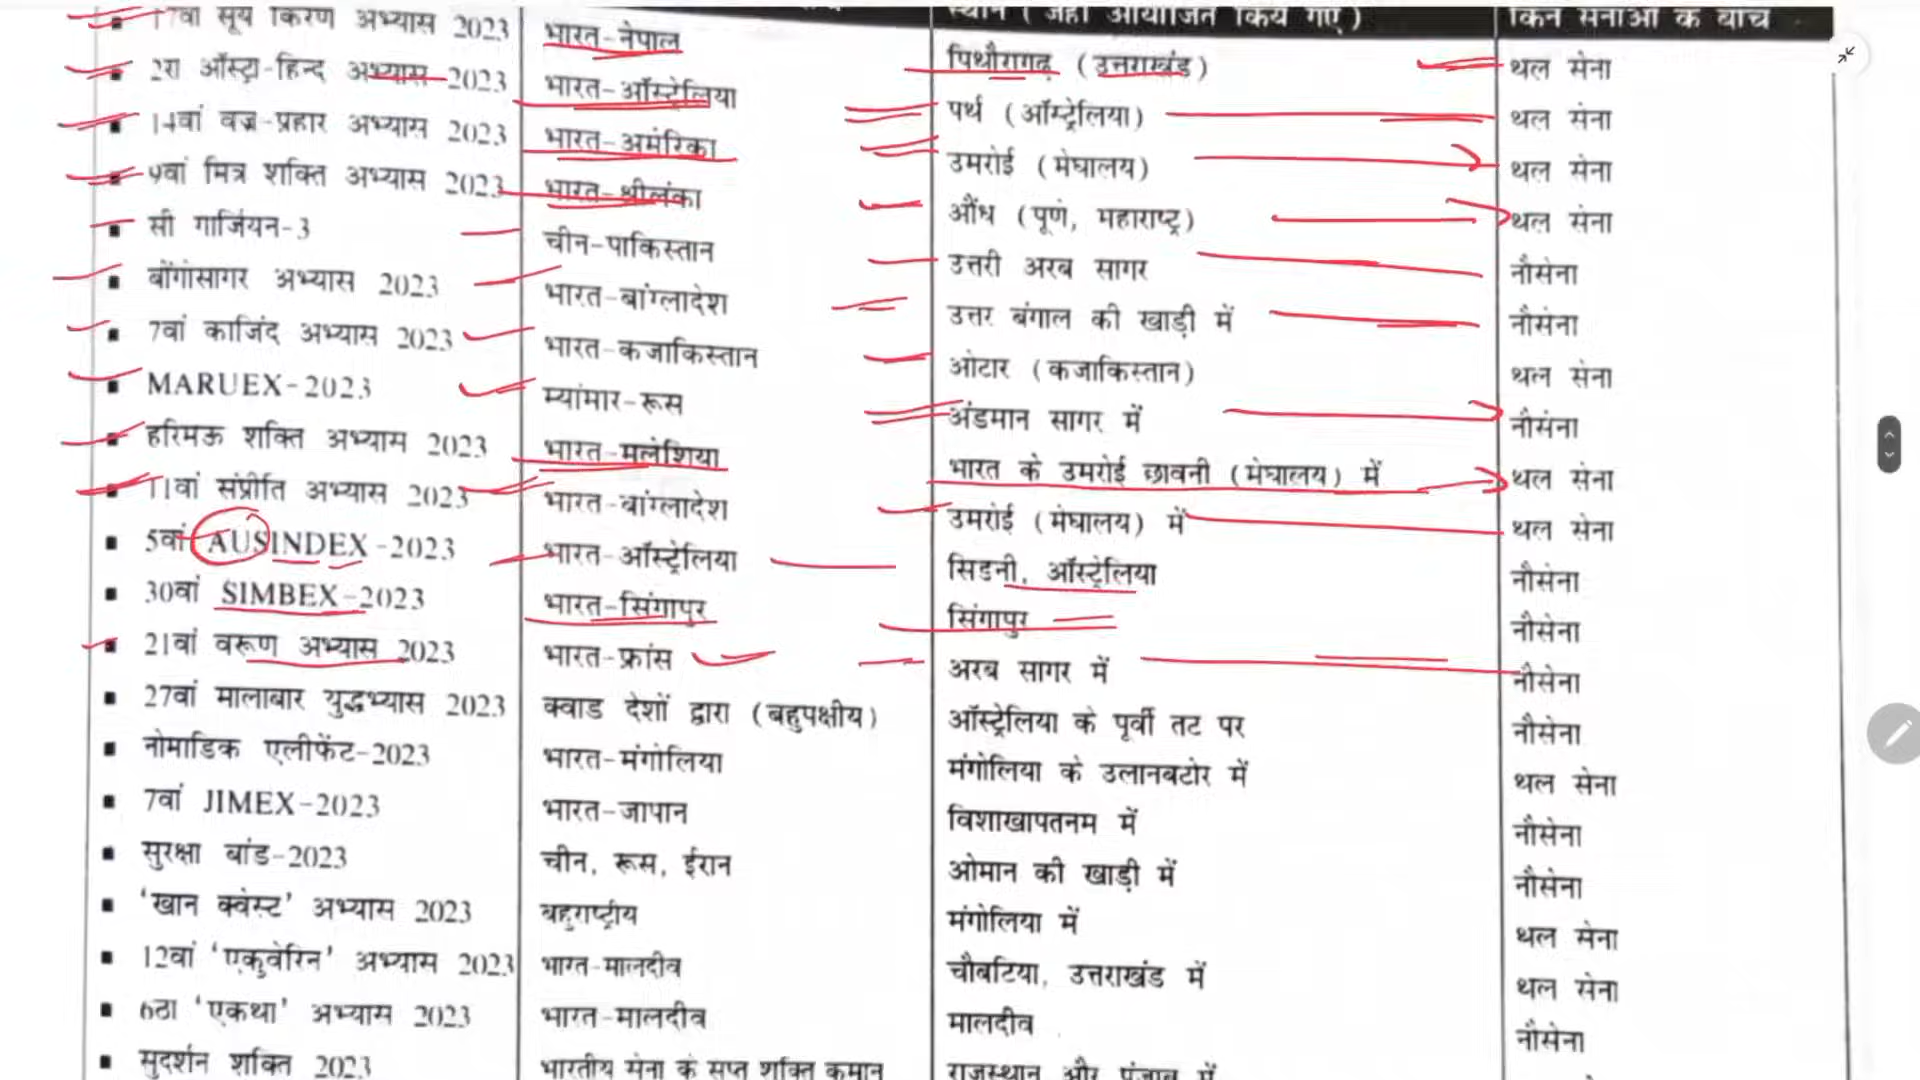 स्थान (जहाँ आयोजित किये गए) किन सेनाओं के बीच
17वां सूर्य किरण अभ्यास 2023 भारत-नेपाल पिथौरागढ़ (उत्तराखंड) थल सेना
2रा ऑस्ट्रा-हिन्द अभ्यास 2023 भारत-ऑस्ट्रेलिया पर्थ (ऑस्ट्रेलिया) थल सेना
14वां वज्र-प्रहार अभ्यास 2023 भारत-अमेरिका उमरोई (मेघालय) थल सेना
9वां मित्र शक्ति अभ्यास 2023 भारत-श्रीलंका औंध (पूणे, महाराष्ट्र) थल सेना
सी गार्जियन-3 चीन-पाकिस्तान उत्तरी अरब सागर नौसेना
बोंगोसागर अभ्यास 2023 भारत-बांग्लादेश उत्तर बंगाल की खाड़ी में नौसेना
7वां काजिंद अभ्यास 2023 भारत-कजाकिस्तान ओटार (कजाकिस्तान) थल सेना
MARUEX-2023 म्यांमार-रूस अंडमान सागर में नौसेना
हरिमऊ शक्ति अभ्यास 2023 भारत-मलेशिया भारत के उमरोई छावनी (मेघालय) में थल सेना
11वां संप्रीति अभ्यास 2023 भारत-बांग्लादेश उमरोई (मेघालय) में थल सेना
5वां AUSINDEX-2023 भारत-ऑस्ट्रेलिया सिडनी, ऑस्ट्रेलिया नौसेना
30वां SIMBEX-2023 भारत-सिंगापुर सिंगापुर नौसेना
21वां वरूण अभ्यास 2023 भारत-फ्रांस अरब सागर में नौसेना
27वां मालाबार युद्धभ्यास 2023 क्वाड देशों द्वारा (बहुपक्षीय) ऑस्ट्रेलिया के पूर्वी तट पर नौसेना
नोमाडिक एलीफेंट-2023 भारत-मंगोलिया मंगोलिया के उलानबटोर में थल सेना
7वां JIMEX-2023 भारत-जापान विशाखापतनम में नौसेना
सुरक्षा बांड-2023 चीन, रूस, ईरान ओमान की खाड़ी में नौसेना
'खान क्वेस्ट' अभ्यास 2023 बहुराष्ट्रीय मंगोलिया में थल सेना
12वां 'एकुवेरिन' अभ्यास 2023 भारत-मालदीव चौबटिया, उत्तराखंड में थल सेना
6ठा 'एकथा' अभ्यास 2023 भारत-मालदीव मालदीव नौसेना
सुदर्शन शक्ति 2023 भारतीय सेना के सप्त शक्ति कमान राजस्थान और पंजाब में